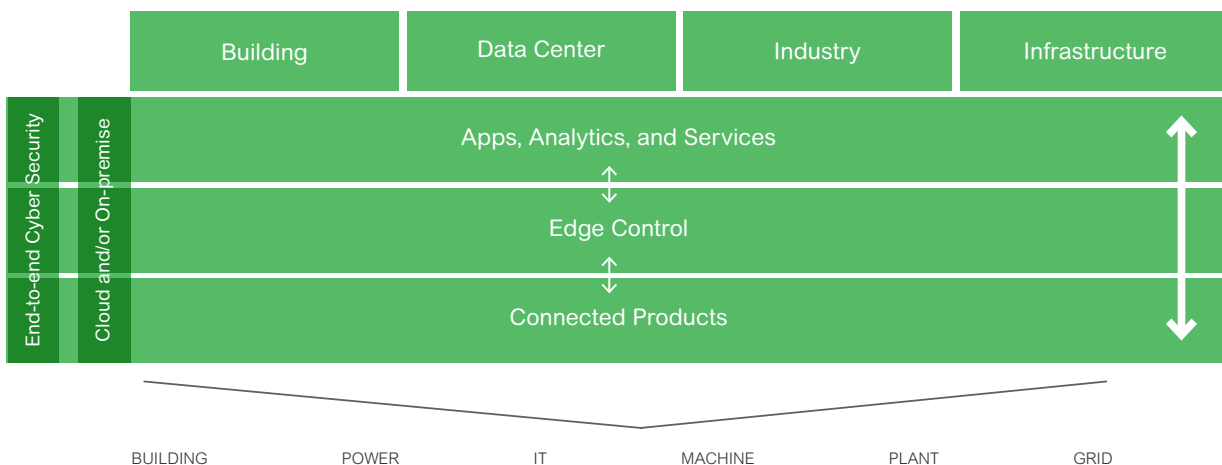 Building
Data Center
Industry
Infrastructure
End-to-end Cyber Security
Cloud and/or On-premise
Apps, Analytics, and Services
Edge Control
Connected Products
BUILDING
POWER
IT
MACHINE
PLANT
GRID